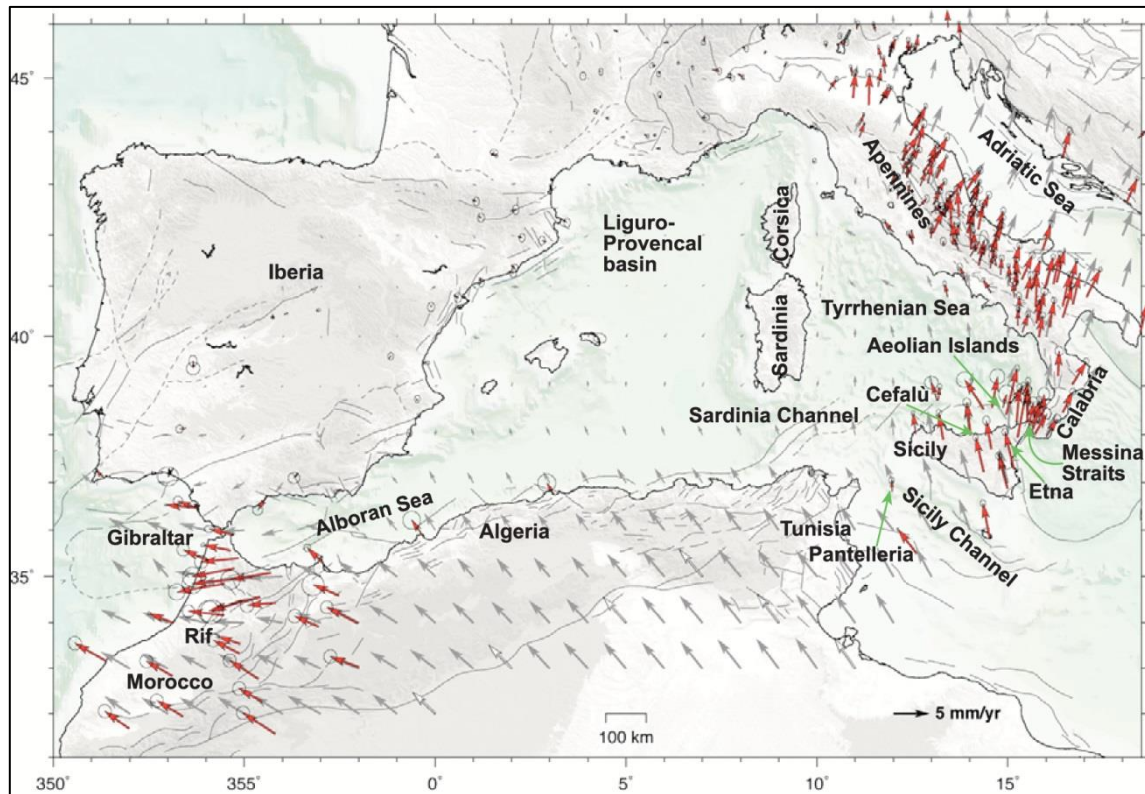 45°
40°
35°
350°
355°
0°
5°
10°
15°
Adriatic Sea
Apennines
Corsica
Liguro-
Provencal
basin
Iberia
Sardinia
Tyrrhenian Sea
Aeolian Islands
Cefalù
Calabria
Sardinia Channel
Sicily
Messina
Straits
Etna
Alboran Sea
Gibraltar
Algeria
Tunisia
Sicily Channel
Pantelleria
Rif
Morocco
5 mm/yr
100 km